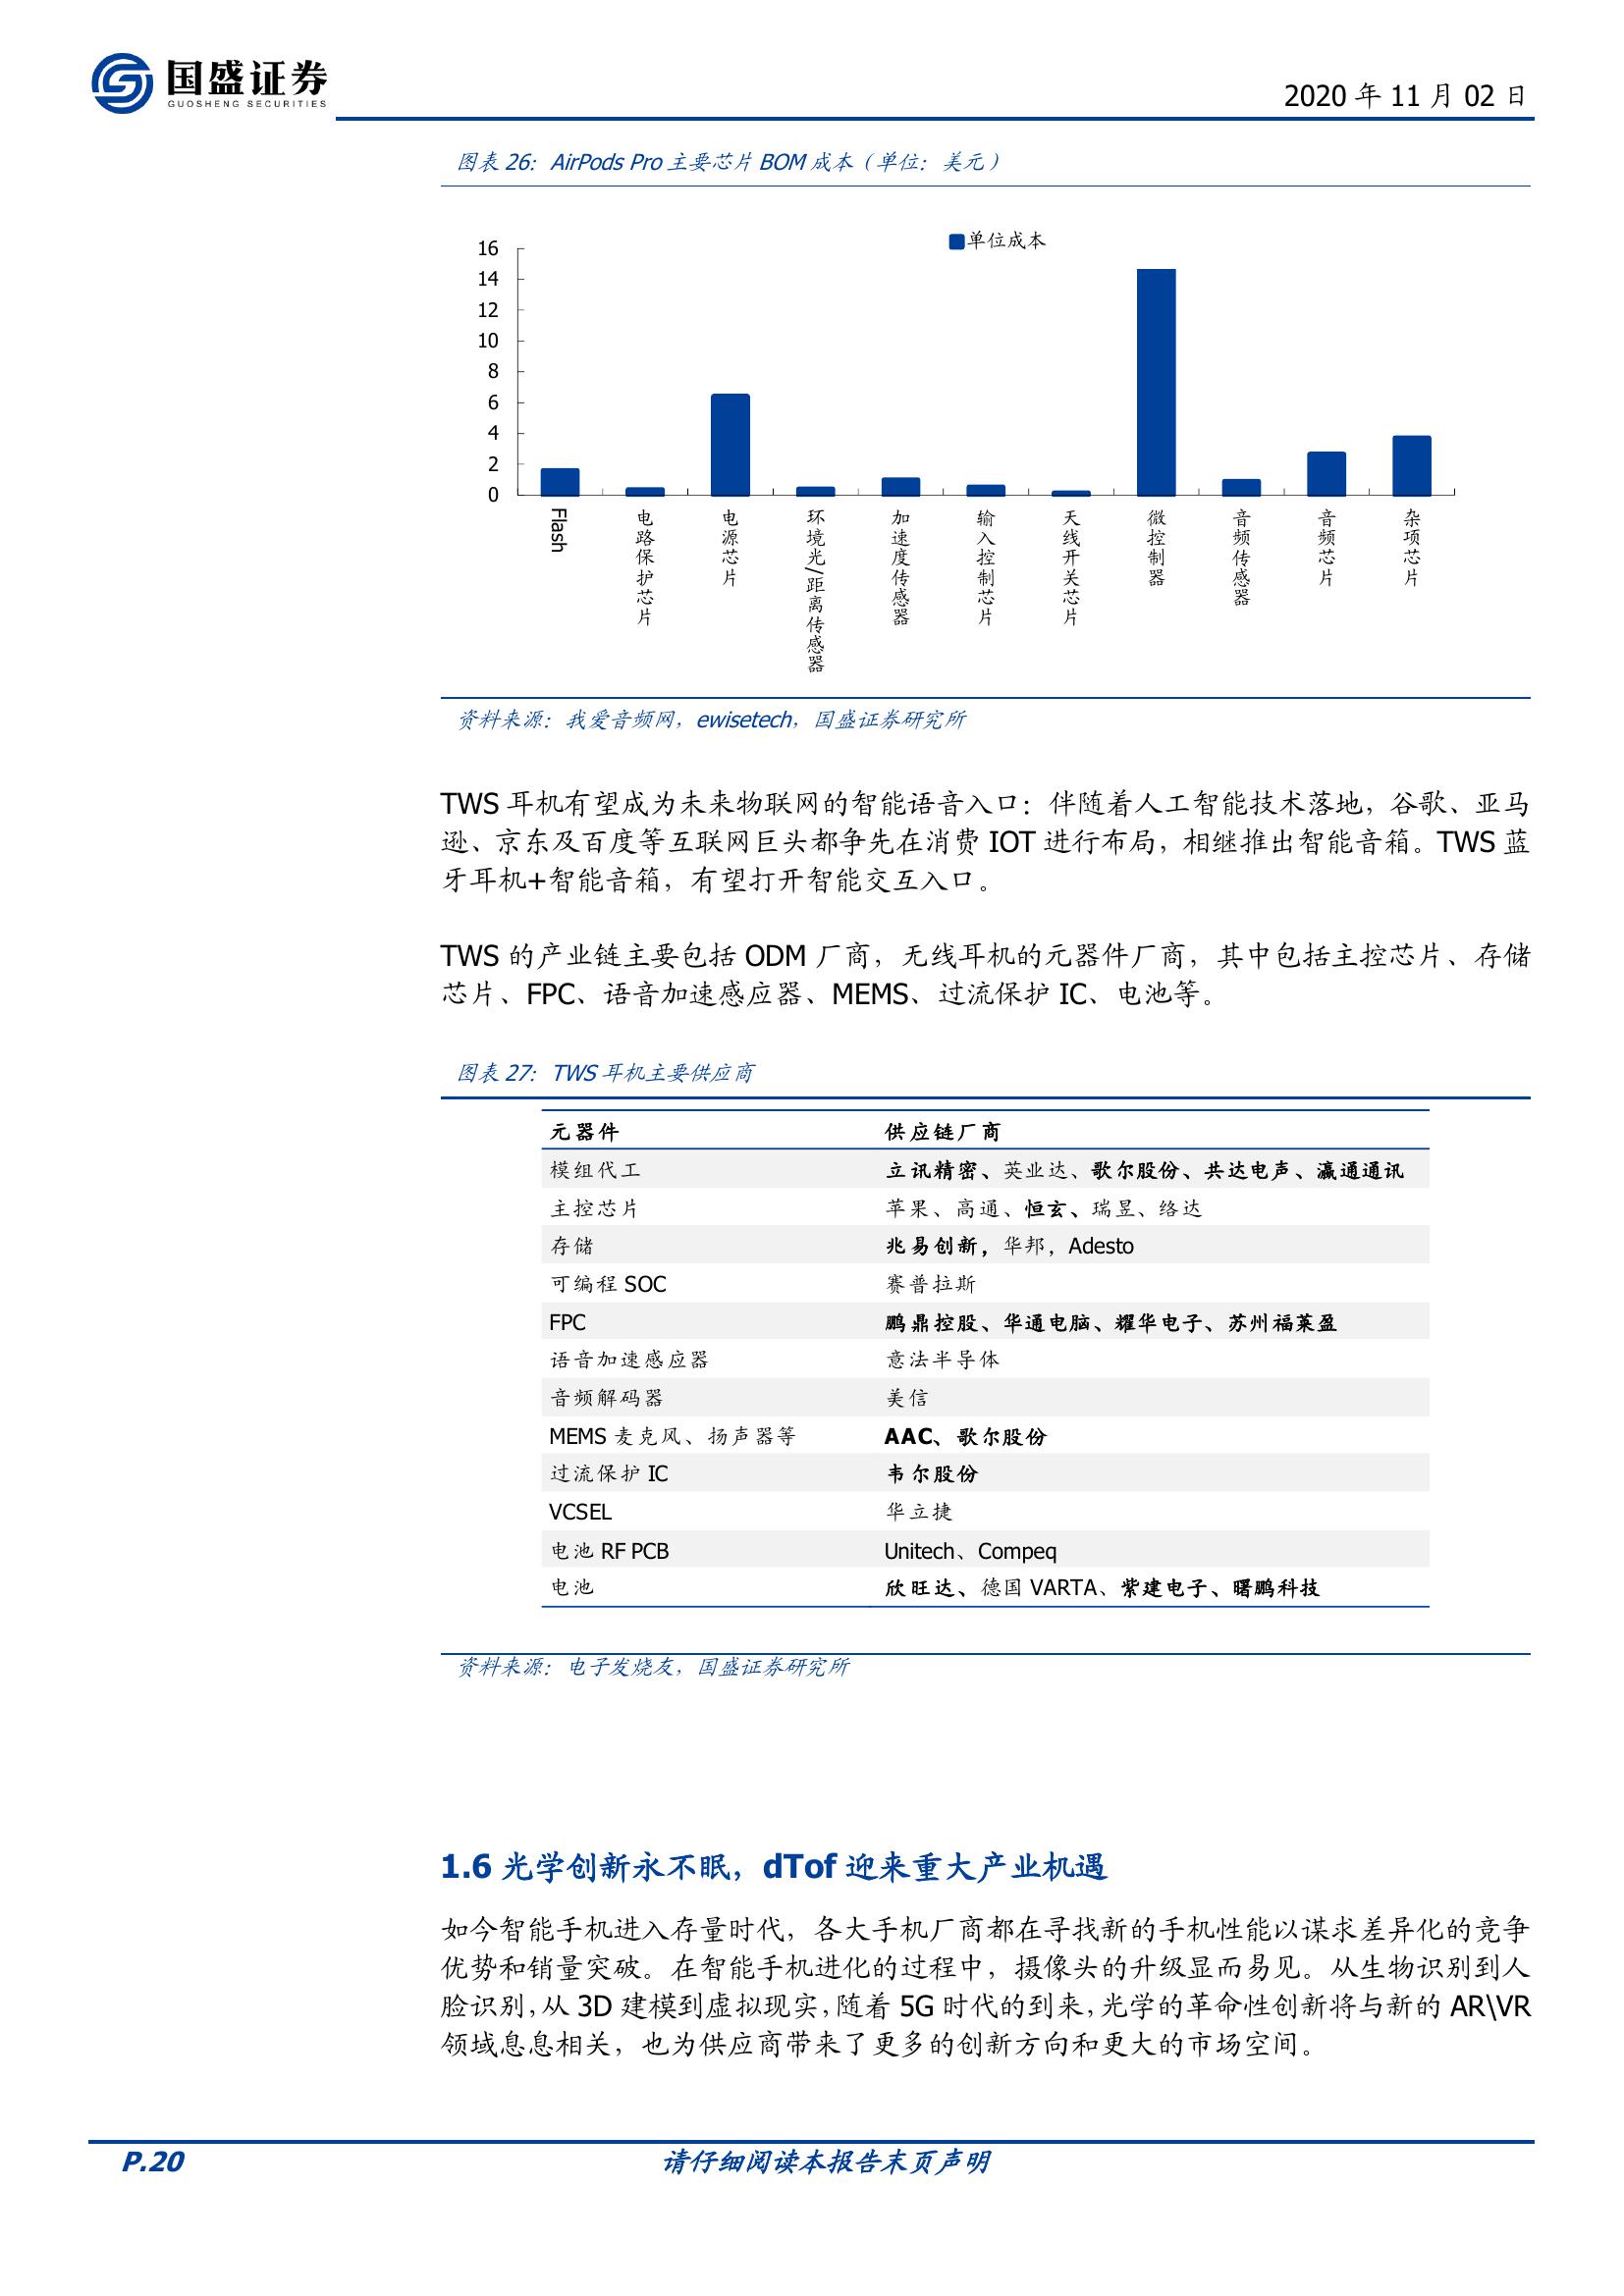 国盛证券
GUOSHENG SECURITIES
2020 年 11 月 02 日
图表 26：AirPods Pro 主要芯片 BOM 成本（单位：美元）
单位成本
16
14
12
10
8
6
4
2
0
Flash
电路保护芯片
电源芯片
环境光/距离传感器
加速度传感器
输入控制芯片
天线开关芯片
微控制器
音频传感器
音频芯片
杂项芯片
资料来源：我爱音频网，ewisetech，国盛证券研究所
TWS 耳机有望成为未来物联网的智能语音入口：伴随着人工智能技术落地，谷歌、亚马
逊、京东及百度等互联网巨头都争先在消费 IOT 进行布局，相继推出智能音箱。TWS 蓝
牙耳机+智能音箱，有望打开智能交互入口。
TWS 的产业链主要包括 ODM 厂商，无线耳机的元器件厂商，其中包括主控芯片、存储
芯片、FPC、语音加速感应器、MEMS、过流保护 IC、电池等。
图表 27：TWS 耳机主要供应商
元器件 供应链厂商
模组代工 立讯精密、英业达、歌尔股份、共达电声、瀛通通讯
主控芯片 苹果、高通、恒玄、瑞昱、络达
存储 兆易创新，华邦，Adesto
可编程 SOC 赛普拉斯
FPC 鹏鼎控股、华通电脑、耀华电子、苏州福莱盈
语音加速感应器 意法半导体
音频解码器 美信
MEMS 麦克风、扬声器等 AAC、歌尔股份
过流保护 IC 韦尔股份
VCSEL 华立捷
电池 RF PCB Unitech、Compeq
电池 欣旺达、德国 VARTA、紫建电子、曙鹏科技
资料来源：电子发烧友，国盛证券研究所
1.6 光学创新永不眠，dTof 迎来重大产业机遇
如今智能手机进入存量时代，各大手机厂商都在寻找新的手机性能以谋求差异化的竞争
优势和销量突破。在智能手机进化的过程中，摄像头的升级显而易见。从生物识别到人
脸识别，从 3D 建模到虚拟现实，随着 5G 时代的到来，光学的革命性创新将与新的 AR\VR
领域息息相关，也为供应商带来了更多的创新方向和更大的市场空间。
P.20
请仔细阅读本报告末页声明